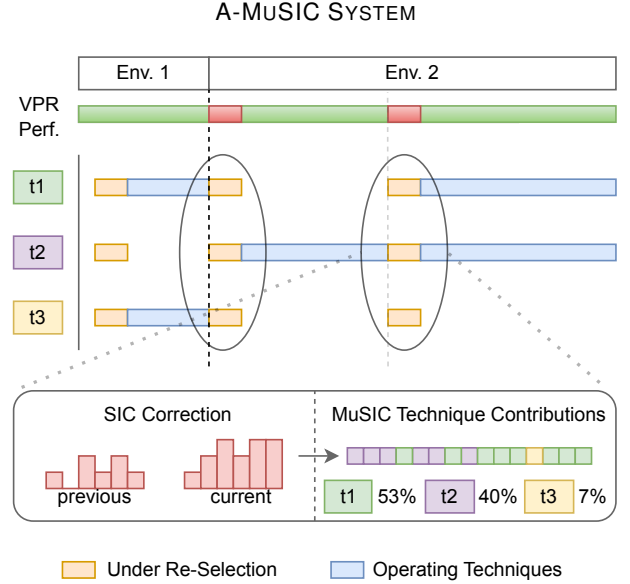 A-MUSIC SYSTEM
Env. 1 Env. 2
VPR
Perf.
t1
t2
t3
SIC Correction MuSIC Technique Contributions
previous current
t1 53% t2 40% t3 7%
Under Re-Selection Operating Techniques